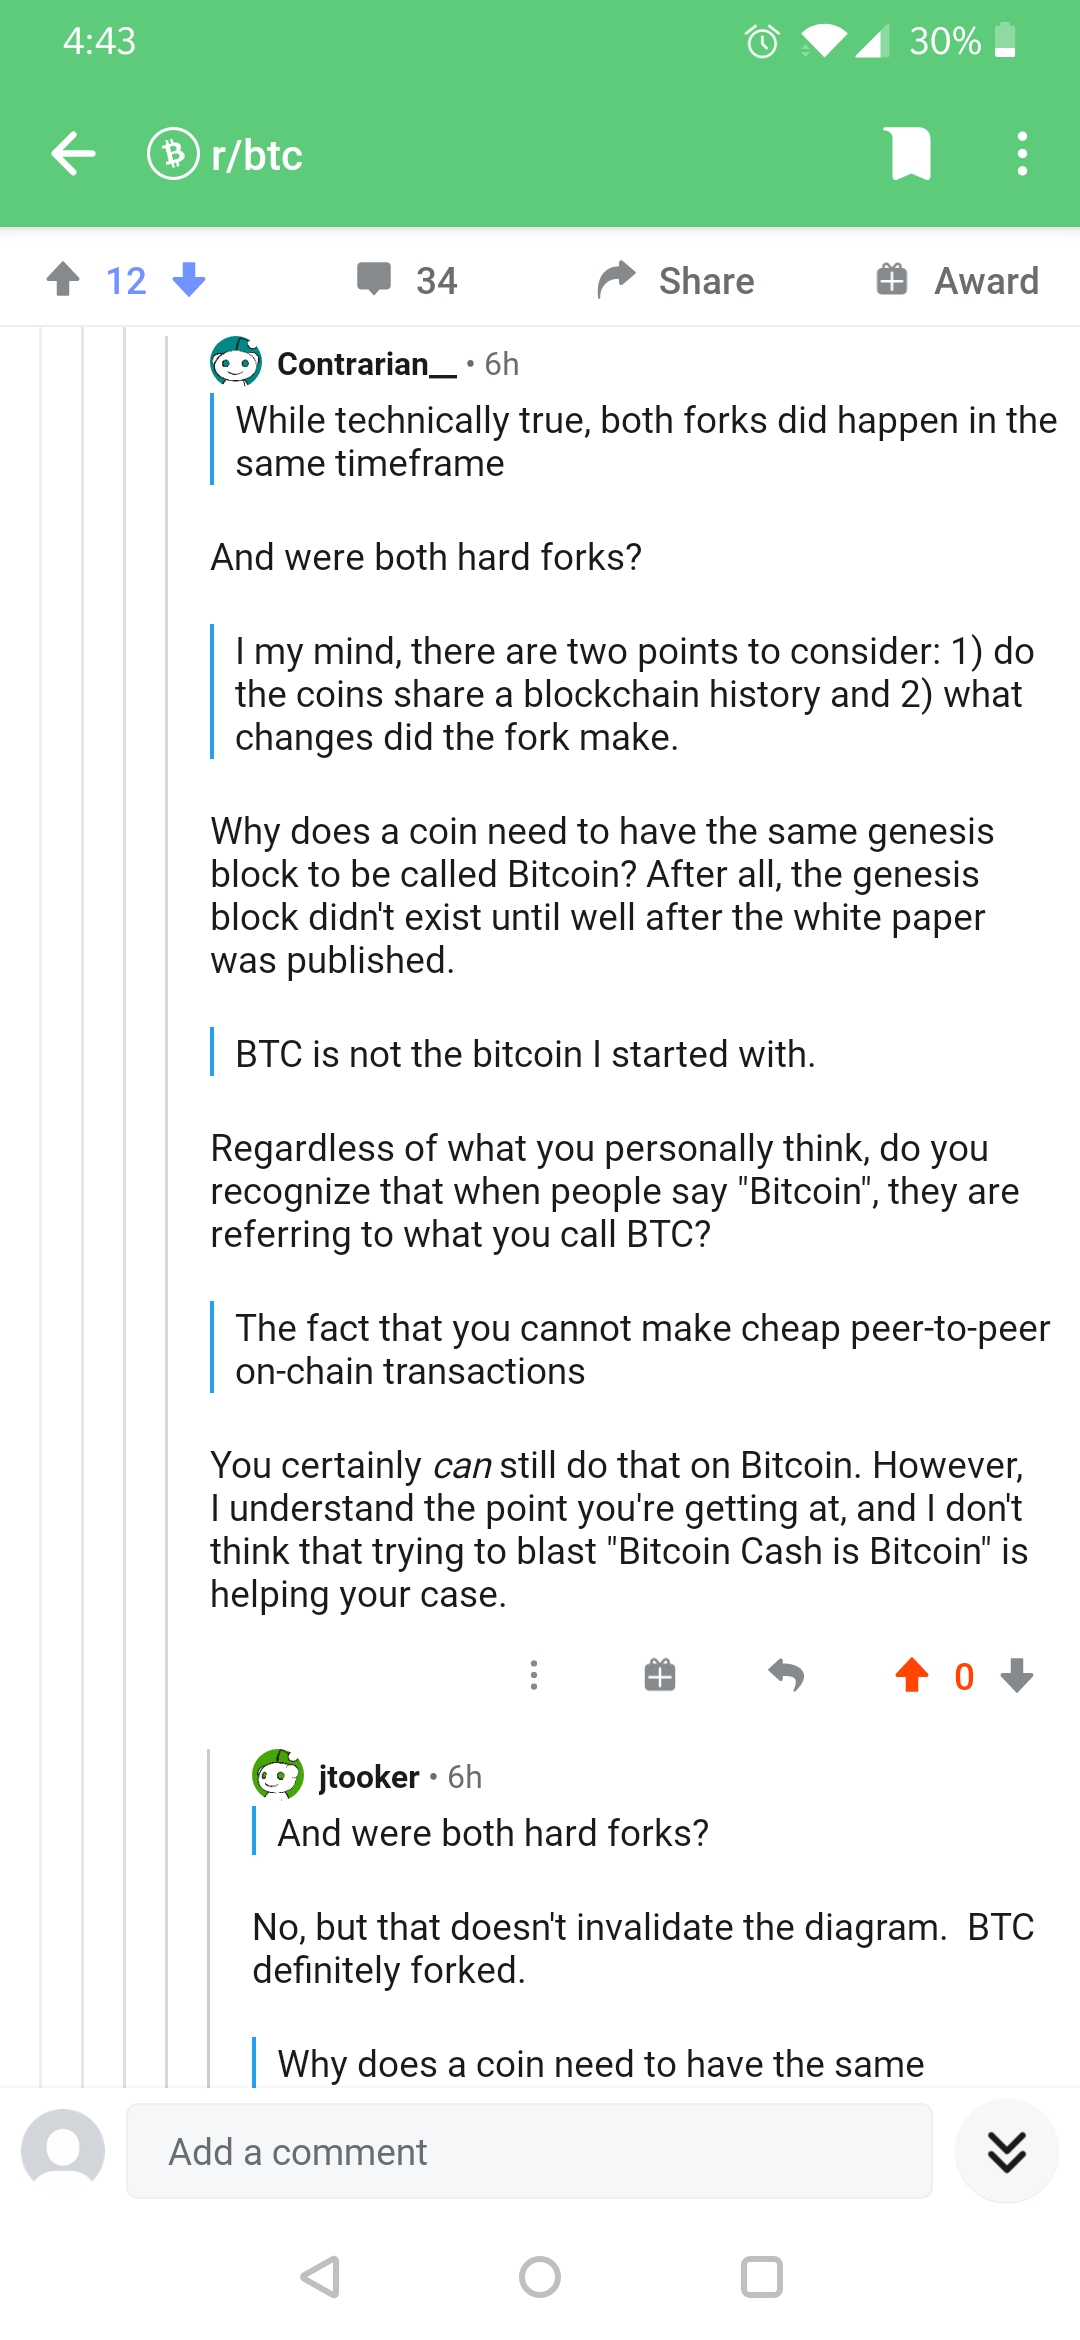 4:43
30%
r/btc
12
34
Share
Award
Contrarian__ • 6h
While technically true, both forks did happen in the
same timeframe
And were both hard forks?
I my mind, there are two points to consider: 1) do
the coins share a blockchain history and 2) what
changes did the fork make.
Why does a coin need to have the same genesis
block to be called Bitcoin? After all, the genesis
block didn't exist until well after the white paper
was published.
BTC is not the bitcoin I started with.
Regardless of what you personally think, do you
recognize that when people say "Bitcoin", they are
referring to what you call BTC?
The fact that you cannot make cheap peer-to-peer
on-chain transactions
You certainly can still do that on Bitcoin. However,
I understand the point you're getting at, and I don't
think that trying to blast "Bitcoin Cash is Bitcoin" is
helping your case.
0
jtooker • 6h
And were both hard forks?
No, but that doesn't invalidate the diagram.  BTC
definitely forked.
Why does a coin need to have the same
Add a comment